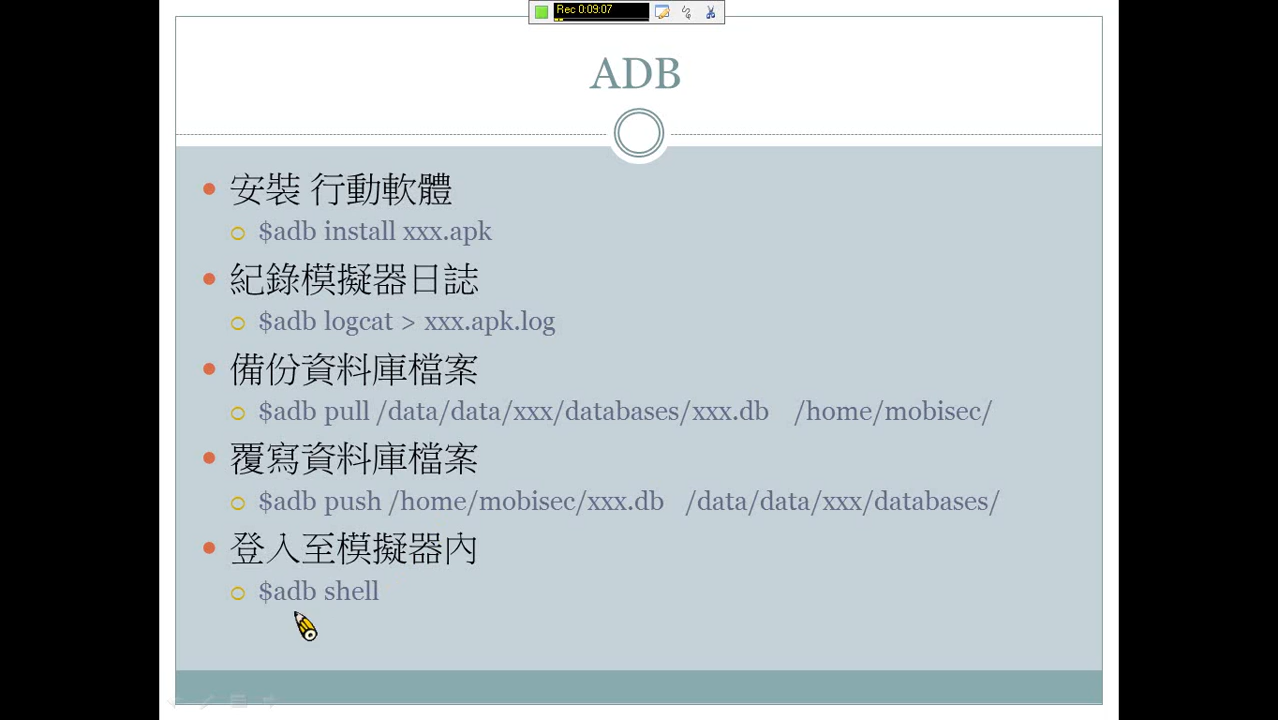 Rec 0:09:07
ADB
安裝 行動軟體
$adb install xxx.apk
紀錄模擬器日誌
$adb logcat > xxx.apk.log
備份資料庫檔案
$adb pull /data/data/xxx/databases/xxx.db /home/mobisec/
覆寫資料庫檔案
$adb push /home/mobisec/xxx.db /data/data/xxx/databases/
登入至模擬器內
$adb shell